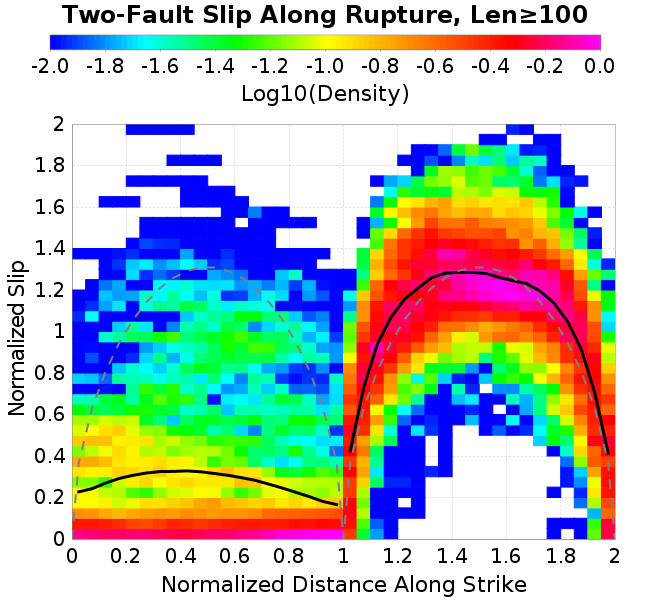 Two-Fault Slip Along Rupture, Len≥100
-2.0 -1.8 -1.6 -1.4 -1.2 -1.0 -0.8 -0.6 -0.4 -0.2 0.0
Log10(Density)
2
1.8
1.6
1.4
1.2
1
0.8
0.6
0.4
0.2
0
Normalized Slip
0 0.2 0.4 0.6 0.8 1 1.2 1.4 1.6 1.8 2
Normalized Distance Along Strike